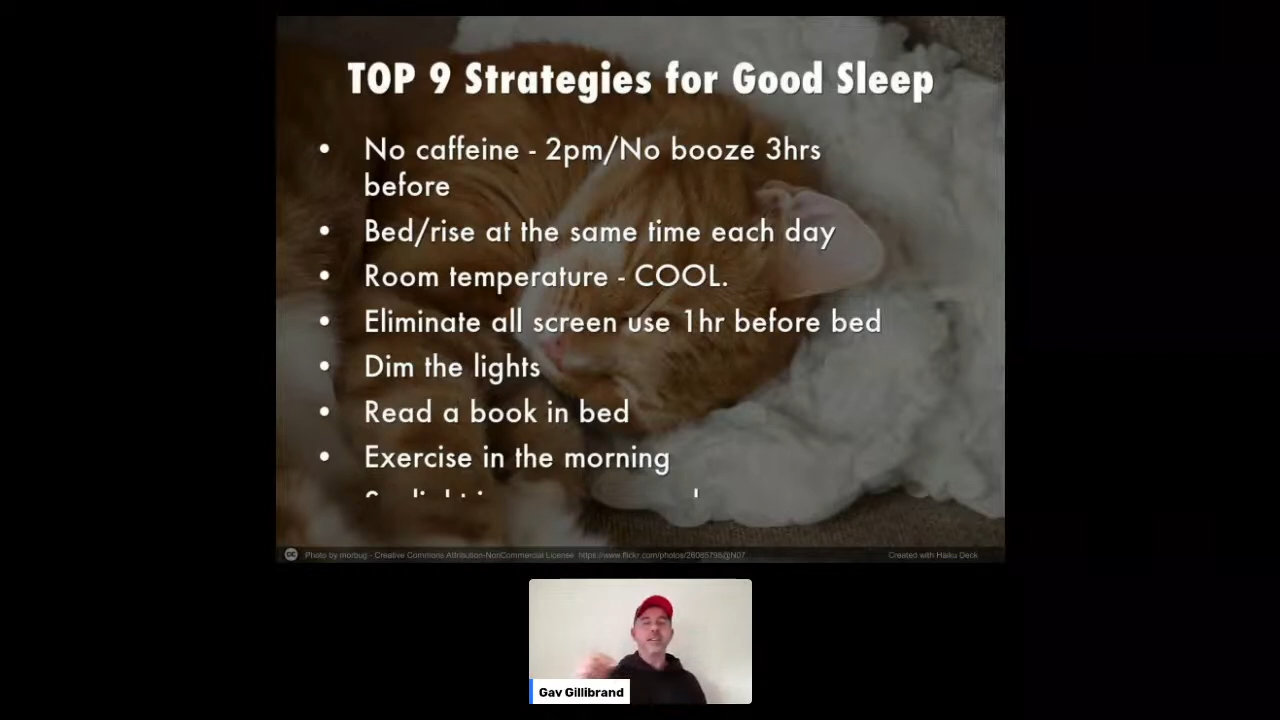 TOP 9 Strategies for Good Sleep
• No caffeine - 2pm/No booze 3hrs
before
• Bed/rise at the same time each day
• Room temperature - COOL.
• Eliminate all screen use 1hr before bed
• Dim the lights
• Read a book in bed
• Exercise in the morning
cc Photo by morbug - Creative Commons Attribution-NonCommercial License https://www.flickr.com/photos/26085795@N07
Created with Haiku Deck
Gav Gillibrand